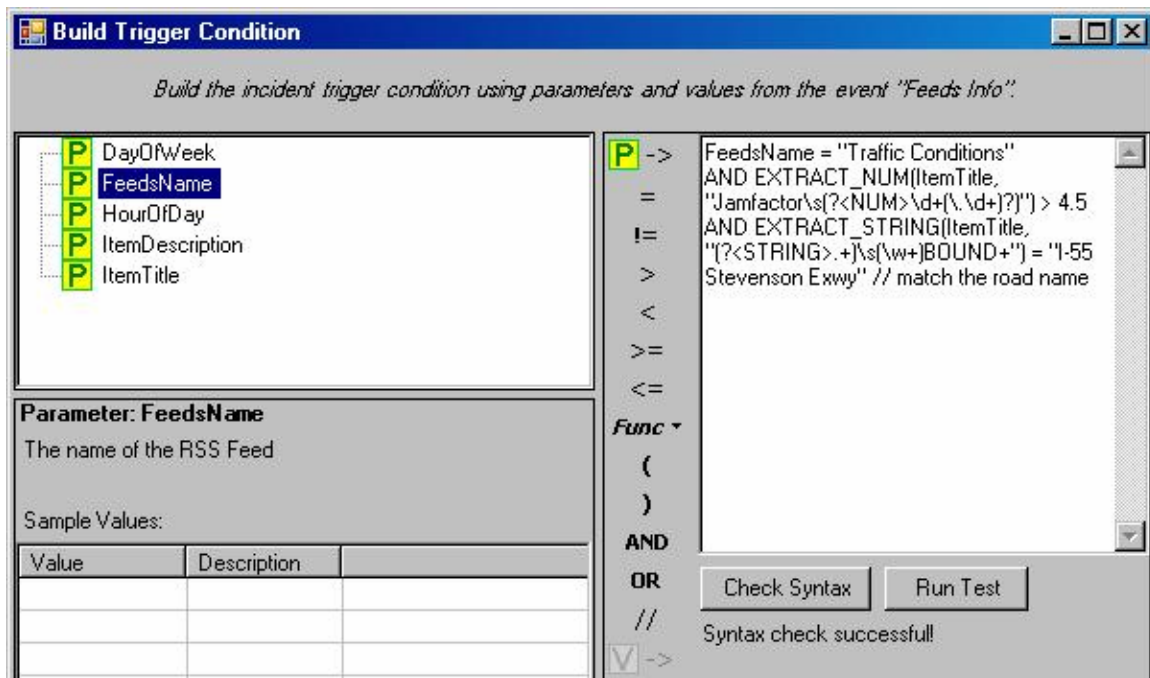 Build Trigger Condition
Build the incident trigger condition using parameters and values from the event "Feeds Info".
P DayOfWeek
P FeedsName
P HourOfDay
P ItemDescription
P ItemTitle
Parameter: FeedsName
The name of the RSS Feed
Sample Values:
Value Description
P ->
=
!=
>
<
>=
<=
Func
(
)
AND
OR
//
V ->
FeedsName = "Traffic Conditions"
AND EXTRACT_NUM(ItemTitle,
"Jamfactor\s(?<NUM>\d+(\.\d+)?)") > 4.5
AND EXTRACT_STRING(ItemTitle,
"(?<STRING>.+)\s(\w+)BOUND+") = "I-55
Stevenson Exwy" // match the road name
Check Syntax Run Test
Syntax check successful!